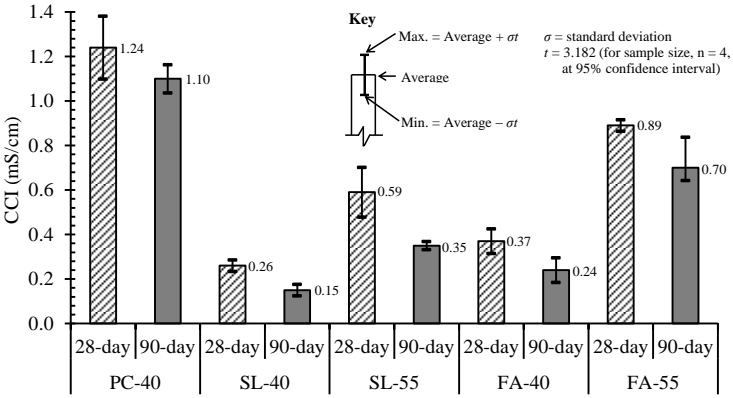 Key
Max. = Average + σt
Average
Min. = Average − σt
σ = standard deviation
t = 3.182 (for sample size, n = 4,
at 95% confidence interval)
CCI (mS/cm)
1.4
1.2
1.0
0.8
0.6
0.4
0.2
0.0
1.24
1.10
0.26
0.15
0.59
0.35
0.37
0.24
0.89
0.70
28-day 90-day 28-day 90-day 28-day 90-day 28-day 90-day 28-day 90-day
PC-40 SL-40 SL-55 FA-40 FA-55